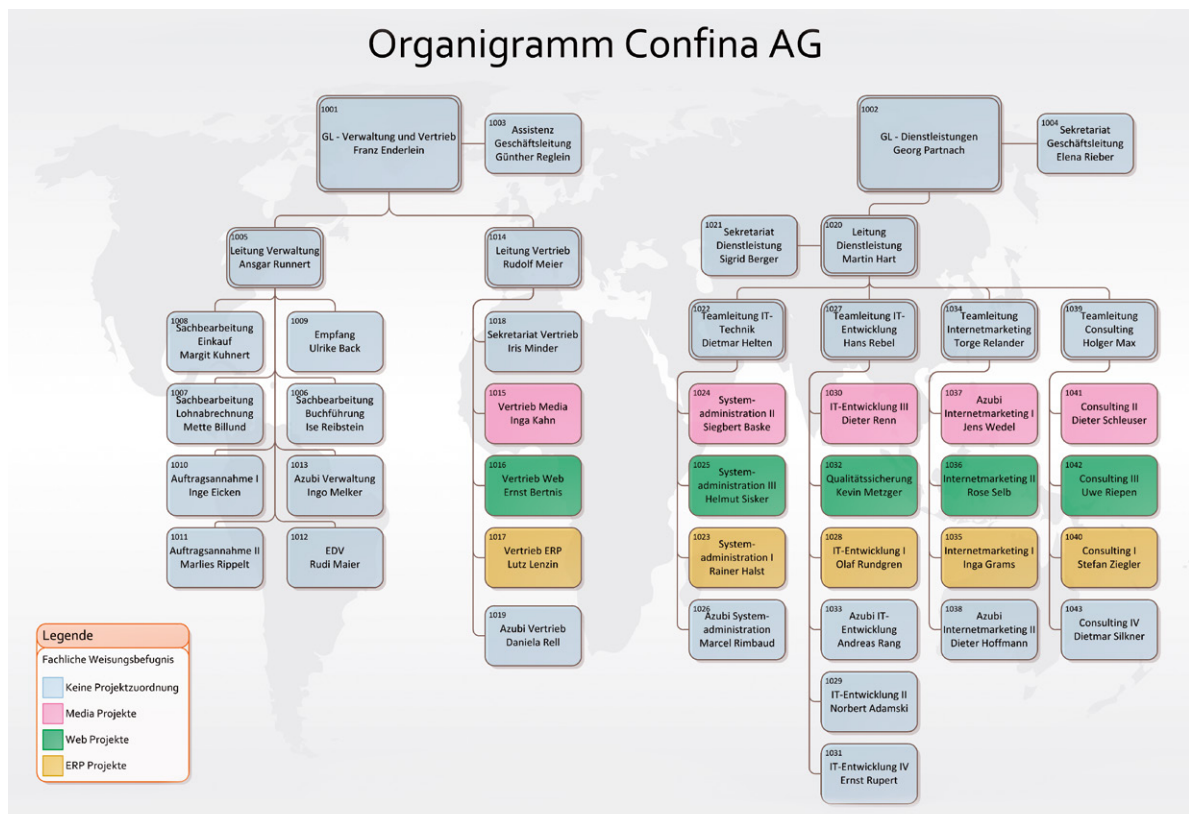 Organigramm Confina AG
1001
GL - Verwaltung und Vertrieb
Franz Enderlein
1003
Assistenz
Geschäftsleitung
Günther Reglein
1002
GL - Dienstleistungen
Georg Partnach
1004
Sekretariat
Geschäftsleitung
Elena Rieber
1005
Leitung Verwaltung
Ansgar Runnert
1014
Leitung Vertrieb
Rudolf Meier
1021
Sekretariat
Dienstleistung
Sigrid Berger
1020
Leitung
Dienstleistung
Martin Hart
1008
Sachbearbeitung
Einkauf
Margit Kuhnert
1009
Empfang
Ulrike Back
1018
Sekretariat Vertrieb
Iris Minder
1022
Teamleitung IT-
Technik
Dietmar Helten
1027
Teamleitung IT-
Entwicklung
Hans Rebel
1034
Teamleitung
Internetmarketing
Torge Relander
1039
Teamleitung
Consulting
Holger Max
1007
Sachbearbeitung
Lohnabrechnung
Mette Billund
1006
Sachbearbeitung
Buchführung
Ise Reibstein
1015
Vertrieb Media
Inga Kahn
1024
System-
administration II
Siegbert Baske
1030
IT-Entwicklung III
Dieter Renn
1037
Azubi
Internetmarketing I
Jens Wedel
1041
Consulting II
Dieter Schleuser
1010
Auftragsannahme I
Inge Eicken
1013
Azubi Verwaltung
Ingo Melker
1016
Vertrieb Web
Ernst Bertnis
1025
System-
administration III
Helmut Sisker
1032
Qualitätssicherung
Kevin Metzger
1036
Internetmarketing II
Rose Selb
1042
Consulting III
Uwe Riepen
1011
Auftragsannahme II
Marlies Rippelt
1012
EDV
Rudi Maier
1017
Vertrieb ERP
Lutz Lenzin
1023
System-
administration I
Rainer Halst
1028
IT-Entwicklung I
Olaf Rundgren
1035
Internetmarketing I
Inga Grams
1040
Consulting I
Stefan Ziegler
1019
Azubi Vertrieb
Daniela Rell
1026
Azubi System-
administration
Marcel Rimbaud
1033
Azubi IT-
Entwicklung
Andreas Rang
1038
Azubi
Internetmarketing II
Dieter Hoffmann
1043
Consulting IV
Dietmar Silkner
1029
IT-Entwicklung II
Norbert Adamski
1031
IT-Entwicklung IV
Ernst Rupert
Legende
Fachliche Weisungsbefugnis
Keine Projektzuordnung
Media Projekte
Web Projekte
ERP Projekte